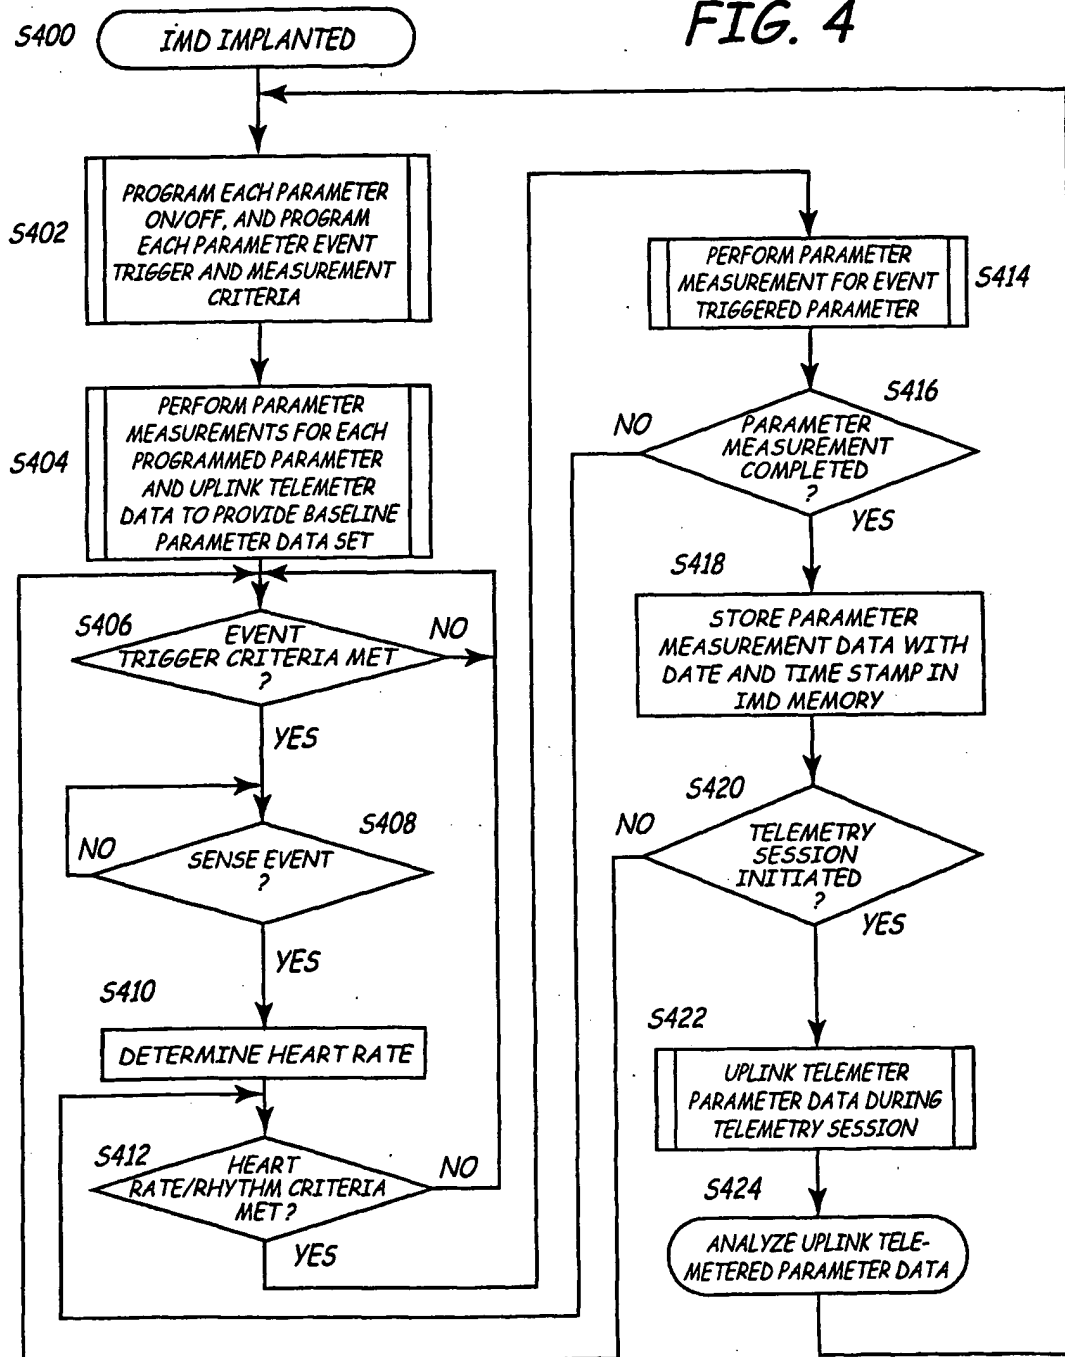 FIG. 4
S400
IMD IMPLANTED
S402
PROGRAM EACH PARAMETER
ON/OFF, AND PROGRAM
EACH PARAMETER EVENT
TRIGGER AND MEASUREMENT
CRITERIA
S404
PERFORM PARAMETER
MEASUREMENTS FOR EACH
PROGRAMMED PARAMETER
AND UPLINK TELEMETER
DATA TO PROVIDE BASELINE
PARAMETER DATA SET
S406
EVENT
TRIGGER CRITERIA MET
?
NO
YES
S408
SENSE EVENT
?
NO
YES
S410
DETERMINE HEART RATE
S412
HEART
RATE/RHYTHM CRITERIA
MET?
NO
YES
PERFORM PARAMETER
MEASUREMENT FOR EVENT
TRIGGERED PARAMETER
S414
S416
NO
PARAMETER
MEASUREMENT
COMPLETED
?
YES
S418
STORE PARAMETER
MEASUREMENT DATA WITH
DATE AND TIME STAMP IN
IMD MEMORY
S420
NO
TELEMETRY
SESSION
INITIATED
?
YES
S422
UPLINK TELEMETER
PARAMETER DATA DURING
TELEMETRY SESSION
S424
ANALYZE UPLINK TELE-
METERED PARAMETER DATA